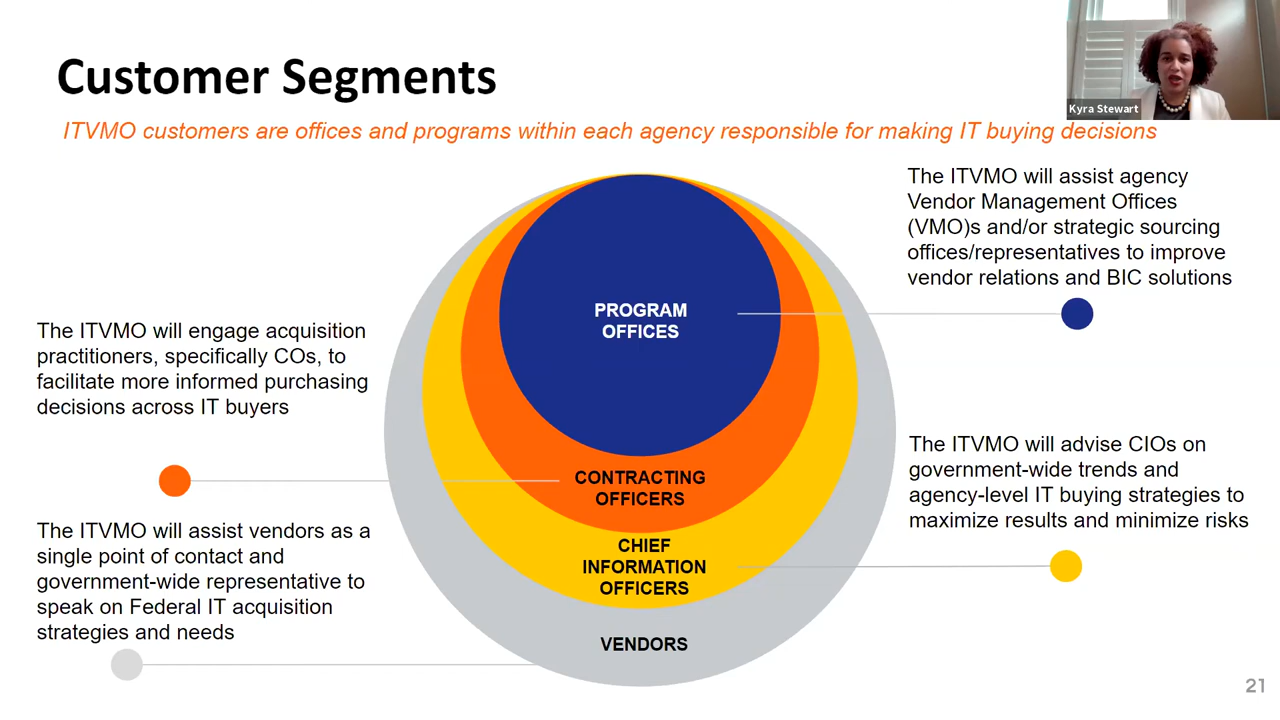 Customer Segments
Kyra Stewart
ITVMO customers are offices and programs within each agency responsible for making IT buying decisions
The ITVMO will assist agency
Vendor Management Offices
(VMO)s and/or strategic sourcing
offices/representatives to improve
vendor relations and BIC solutions
PROGRAM
OFFICES
The ITVMO will engage acquisition
practitioners, specifically COs, to
facilitate more informed purchasing
decisions across IT buyers
CONTRACTING
OFFICERS
The ITVMO will advise CIOs on
government-wide trends and
agency-level IT buying strategies to
maximize results and minimize risks
CHIEF
INFORMATION
OFFICERS
The ITVMO will assist vendors as a
single point of contact and
government-wide representative to
speak on Federal IT acquisition
strategies and needs
VENDORS
21